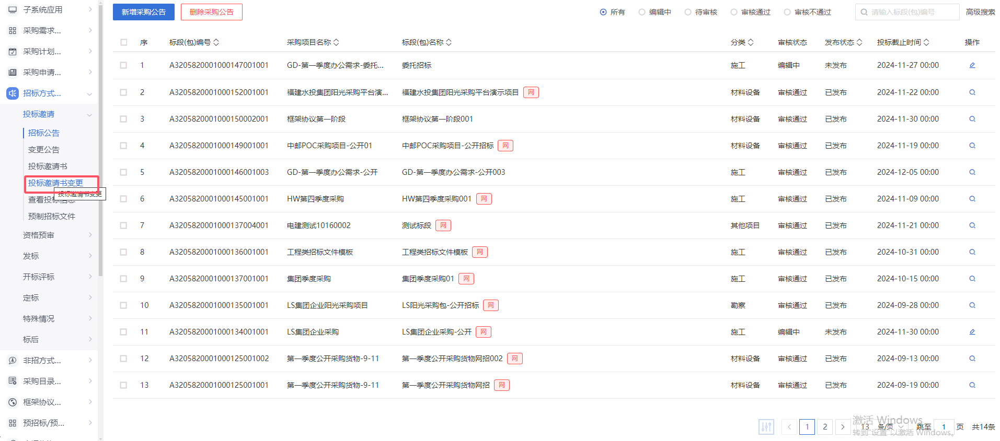 子系统应用
采购需求...
采购计划...
采购申请...
招标方式...
投标邀请
招标公告
变更公告
投标邀请书
投标邀请书变更
投标邀请书变更
查看投标信息
预制招标文件
资格预审
发标
开标评标
定标
特殊情况
标后
非招方式...
采购目录...
框架协议...
预招标/预...
新增采购公告 删除采购公告 所有 编辑中 待审核 审核通过 审核不通过 请输入标段(包)编号 高级搜索
序 标段(包)编号 采购项目名称 标段(包)名称 分类 审核状态 发布状态 投标截止时间 操作
1 A3205820001000147001001 GD-第一季度办公需求-委托... 委托招标 施工 编辑中 未发布 2024-11-27 00:00
2 A3205820001000152001001 福建水投集团阳光采购平台演... 福建水投集团阳光采购平台演示项目 网 材料设备 审核通过 已发布 2024-11-22 00:00
3 A3205820001000150002001 框架协议第一阶段 框架协议第一阶段001 材料设备 审核通过 已发布 2024-11-30 00:00
4 A3205820001000149001001 中邮POC采购项目-公开01 中邮POC采购项目-公开招标 网 材料设备 审核通过 已发布 2024-11-19 00:00
5 A3205820001000146001003 GD-第一季度办公需求-公开 GD-第一季度办公需求-公开003 施工 审核通过 已发布 2024-12-05 00:00
6 A3205820001000145001001 HW第四季度采购 HW第四季度采购001 网 施工 审核通过 已发布 2024-11-09 00:00
7 A3205820001000137004001 电建测试10160002 测试标段 网 其他项目 审核通过 已发布 2024-11-21 00:00
8 A3205820001000136001001 工程类招标文件模板 工程类招标文件模板 网 施工 审核通过 已发布 2024-10-31 00:00
9 A3205820001000137001001 集团季度采购 集团季度采购01 网 施工 审核通过 已发布 2024-10-15 00:00
10 A3205820001000135001001 LS集团企业阳光采购项目 LS阳光采购包-公开招标 网 勘察 审核通过 已发布 2024-09-28 00:00
11 A3205820001000134001001 LS集团企业采购 LS集团企业采购-公开 网 施工 编辑中 未发布 2024-11-30 00:00
12 A3205820001000125001002 第一季度公开采购货物-9-11 第一季度公开采购货物网招002 网 材料设备 审核通过 已发布 2024-09-13 00:00
13 A3205820001000125001001 第一季度公开采购货物-9-11 第一季度公开采购货物网招 网 材料设备 审核通过 已发布 2024-09-19 00:00
1 2 13 条/页 跳至 1 页 共14条
激活 Windows
转到"设置"以激活 Windows。